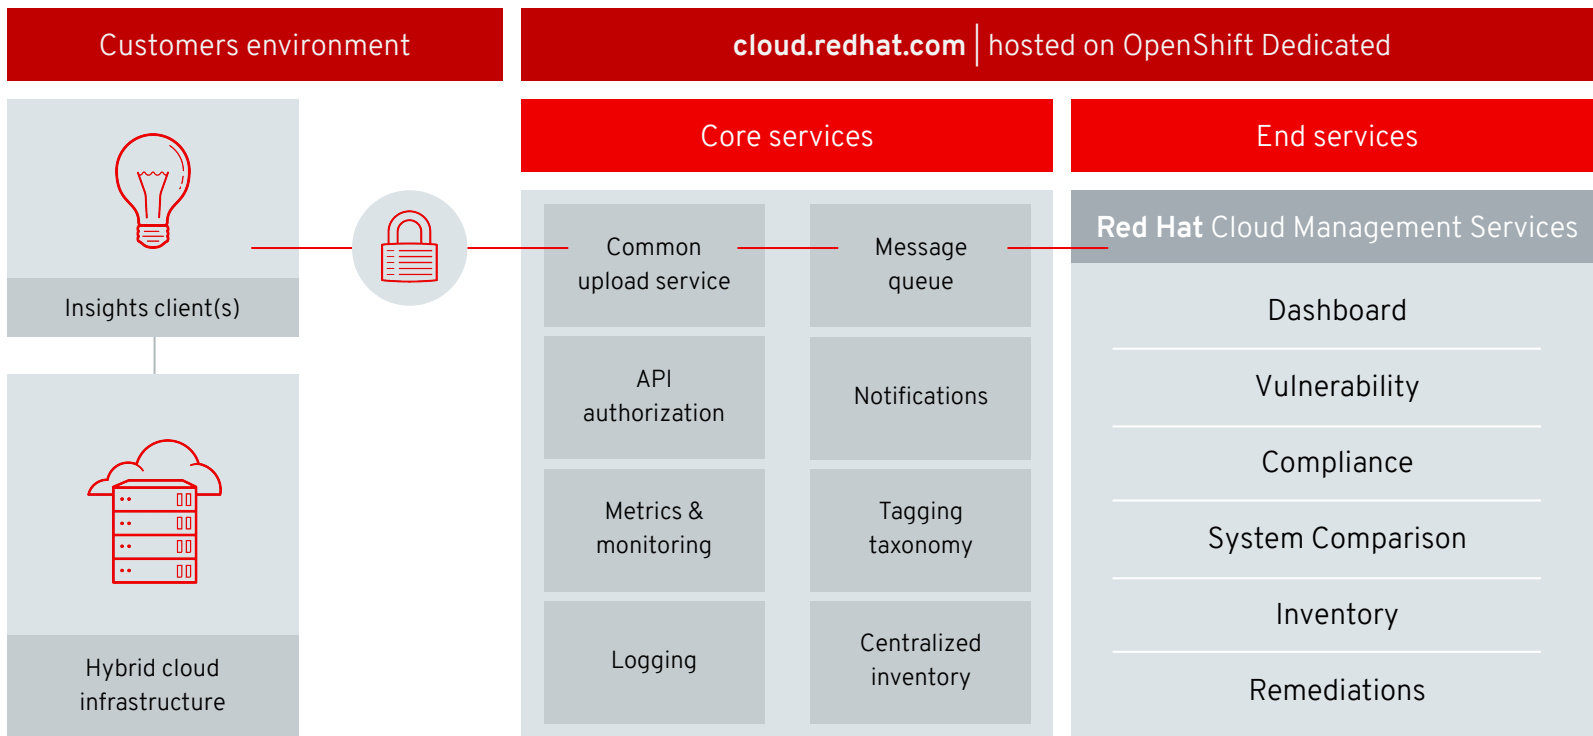 Customers environment
cloud.redhat.com | hosted on OpenShift Dedicated
Core services
End services
Insights client(s)
Hybrid cloud
infrastructure
Common
upload service
Message
queue
API
authorization
Notifications
Metrics &
monitoring
Tagging
taxonomy
Logging
Centralized
inventory
Red Hat Cloud Management Services
Dashboard
Vulnerability
Compliance
System Comparison
Inventory
Remediations